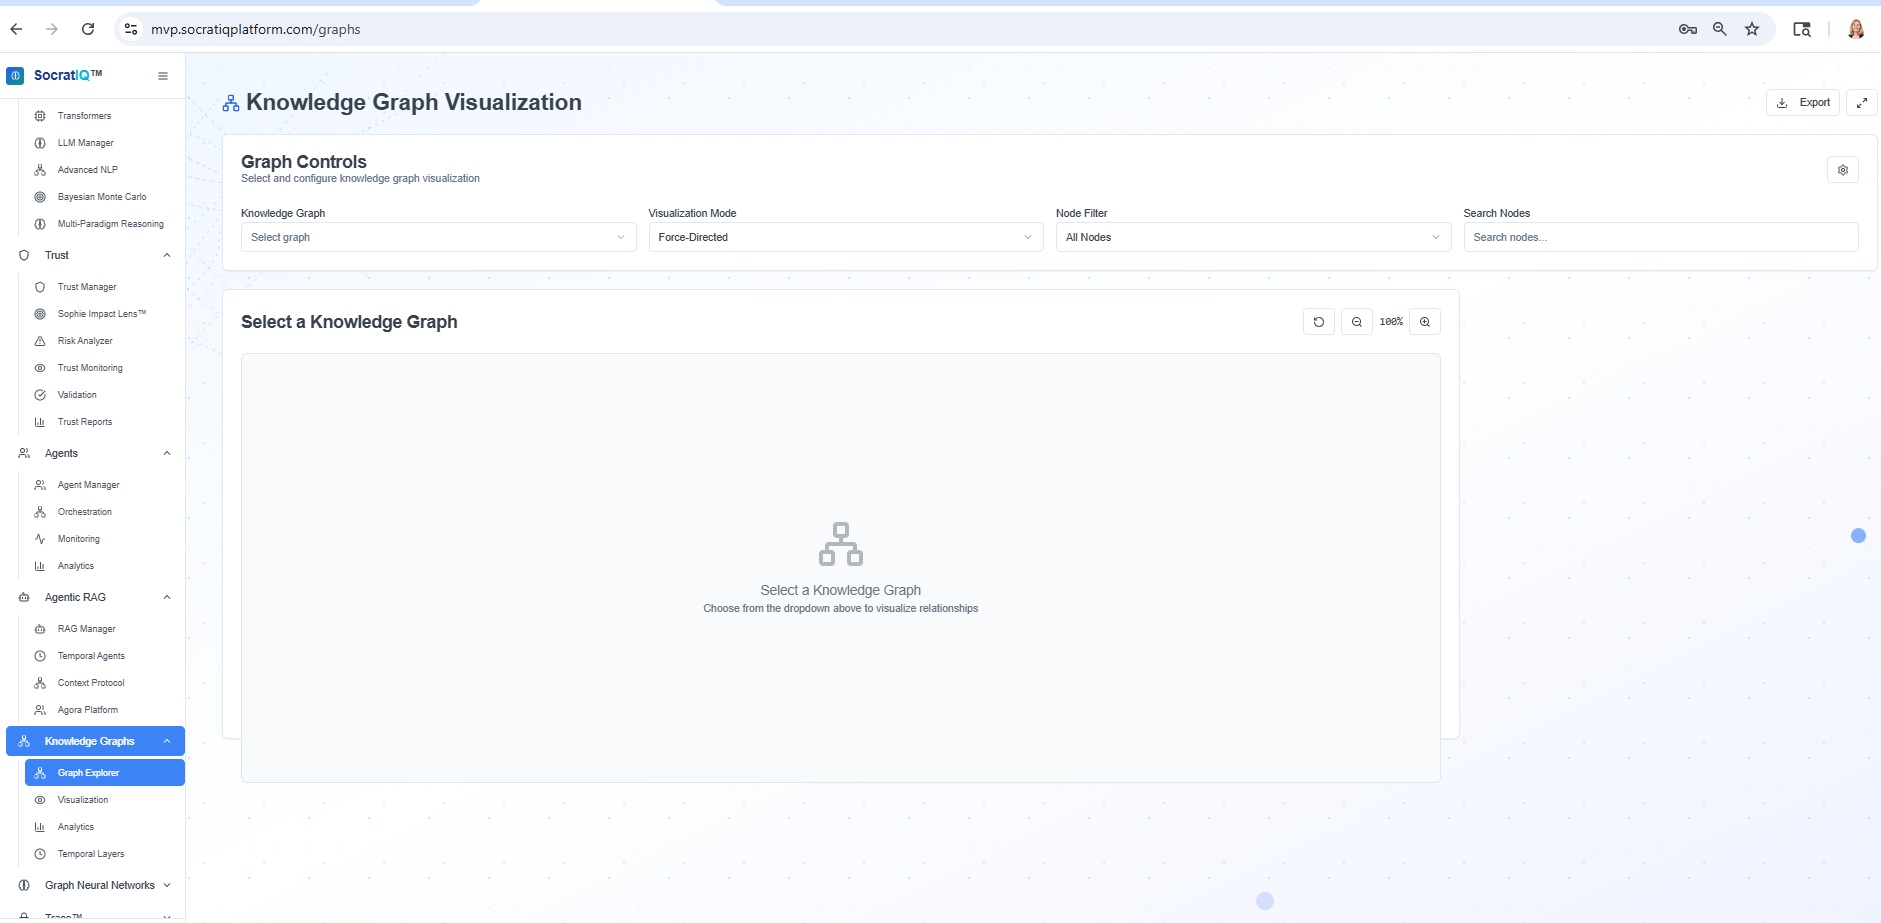 mvp.socratiqplatform.com/graphs
SocratIQ™
Transformers
LLM Manager
Advanced NLP
Bayesian Monte Carlo
Multi-Paradigm Reasoning
Trust
Trust Manager
Sophie Impact Lens™
Risk Analyzer
Trust Monitoring
Validation
Trust Reports
Agents
Agent Manager
Orchestration
Monitoring
Analytics
Agentic RAG
RAG Manager
Temporal Agents
Context Protocol
Agora Platform
Knowledge Graphs
Graph Explorer
Visualization
Analytics
Temporal Layers
Graph Neural Networks
Trace™
Knowledge Graph Visualization
Export
Graph Controls
Select and configure knowledge graph visualization
Knowledge Graph
Select graph
Visualization Mode
Force-Directed
Node Filter
All Nodes
Search Nodes
Search nodes...
Select a Knowledge Graph
100%
Select a Knowledge Graph
Choose from the dropdown above to visualize relationships